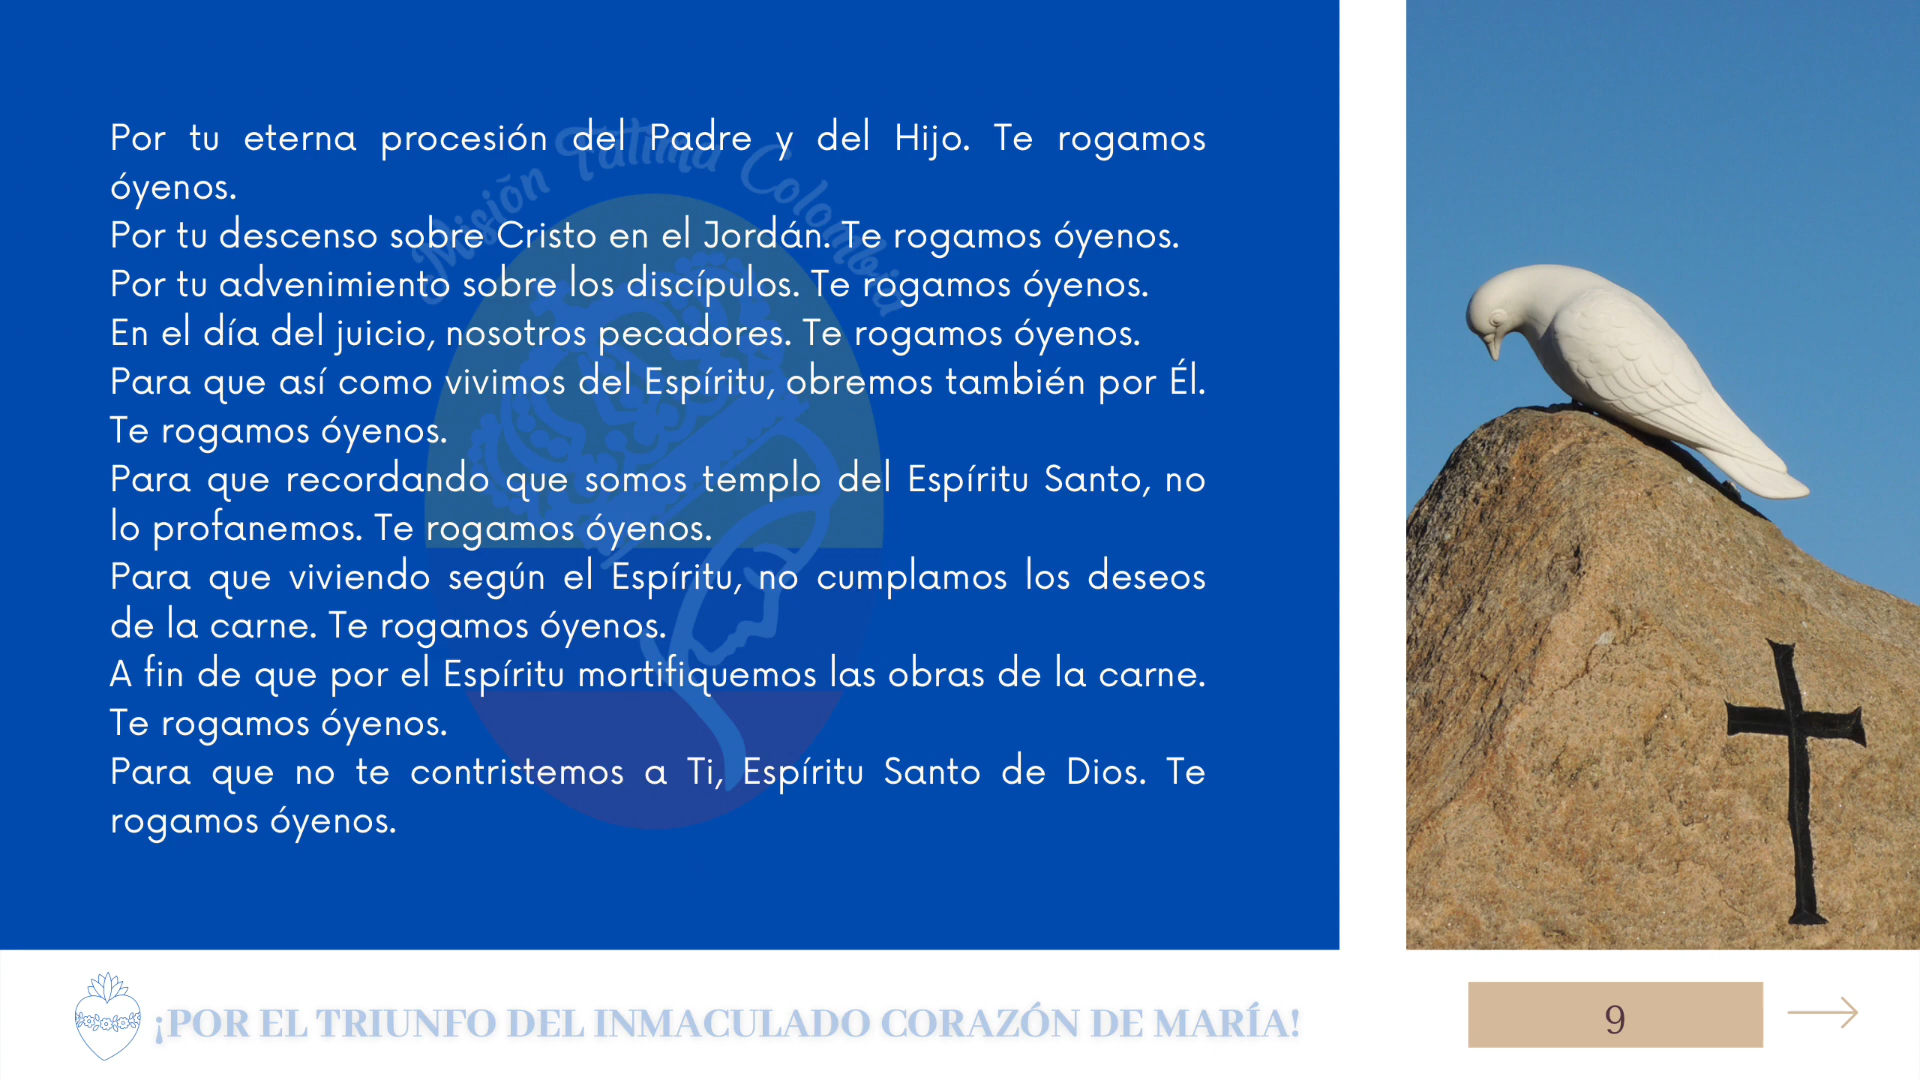 Por tu eterna procesión del Padre y del Hijo. Te rogamos
óyenos.
Por tu descenso sobre Cristo en el Jordán. Te rogamos óyenos.
Por tu advenimiento sobre los discípulos. Te rogamos óyenos.
En el día del juicio, nosotros pecadores. Te rogamos óyenos.
Para que así como vivimos del Espíritu, obremos también por Él.
Te rogamos óyenos.
Para que recordando que somos templo del Espíritu Santo, no
lo profanemos. Te rogamos óyenos.
Para que viviendo según el Espíritu, no cumplamos los deseos
de la carne. Te rogamos óyenos.
A fin de que por el Espíritu mortifiquemos las obras de la carne.
Te rogamos óyenos.
Para que no te contristemos a Ti, Espíritu Santo de Dios. Te
rogamos óyenos.
Misión Fatima Colombia
¡POR EL TRIUNFO DEL INMACULADO CORAZÓN DE MARÍA!
9